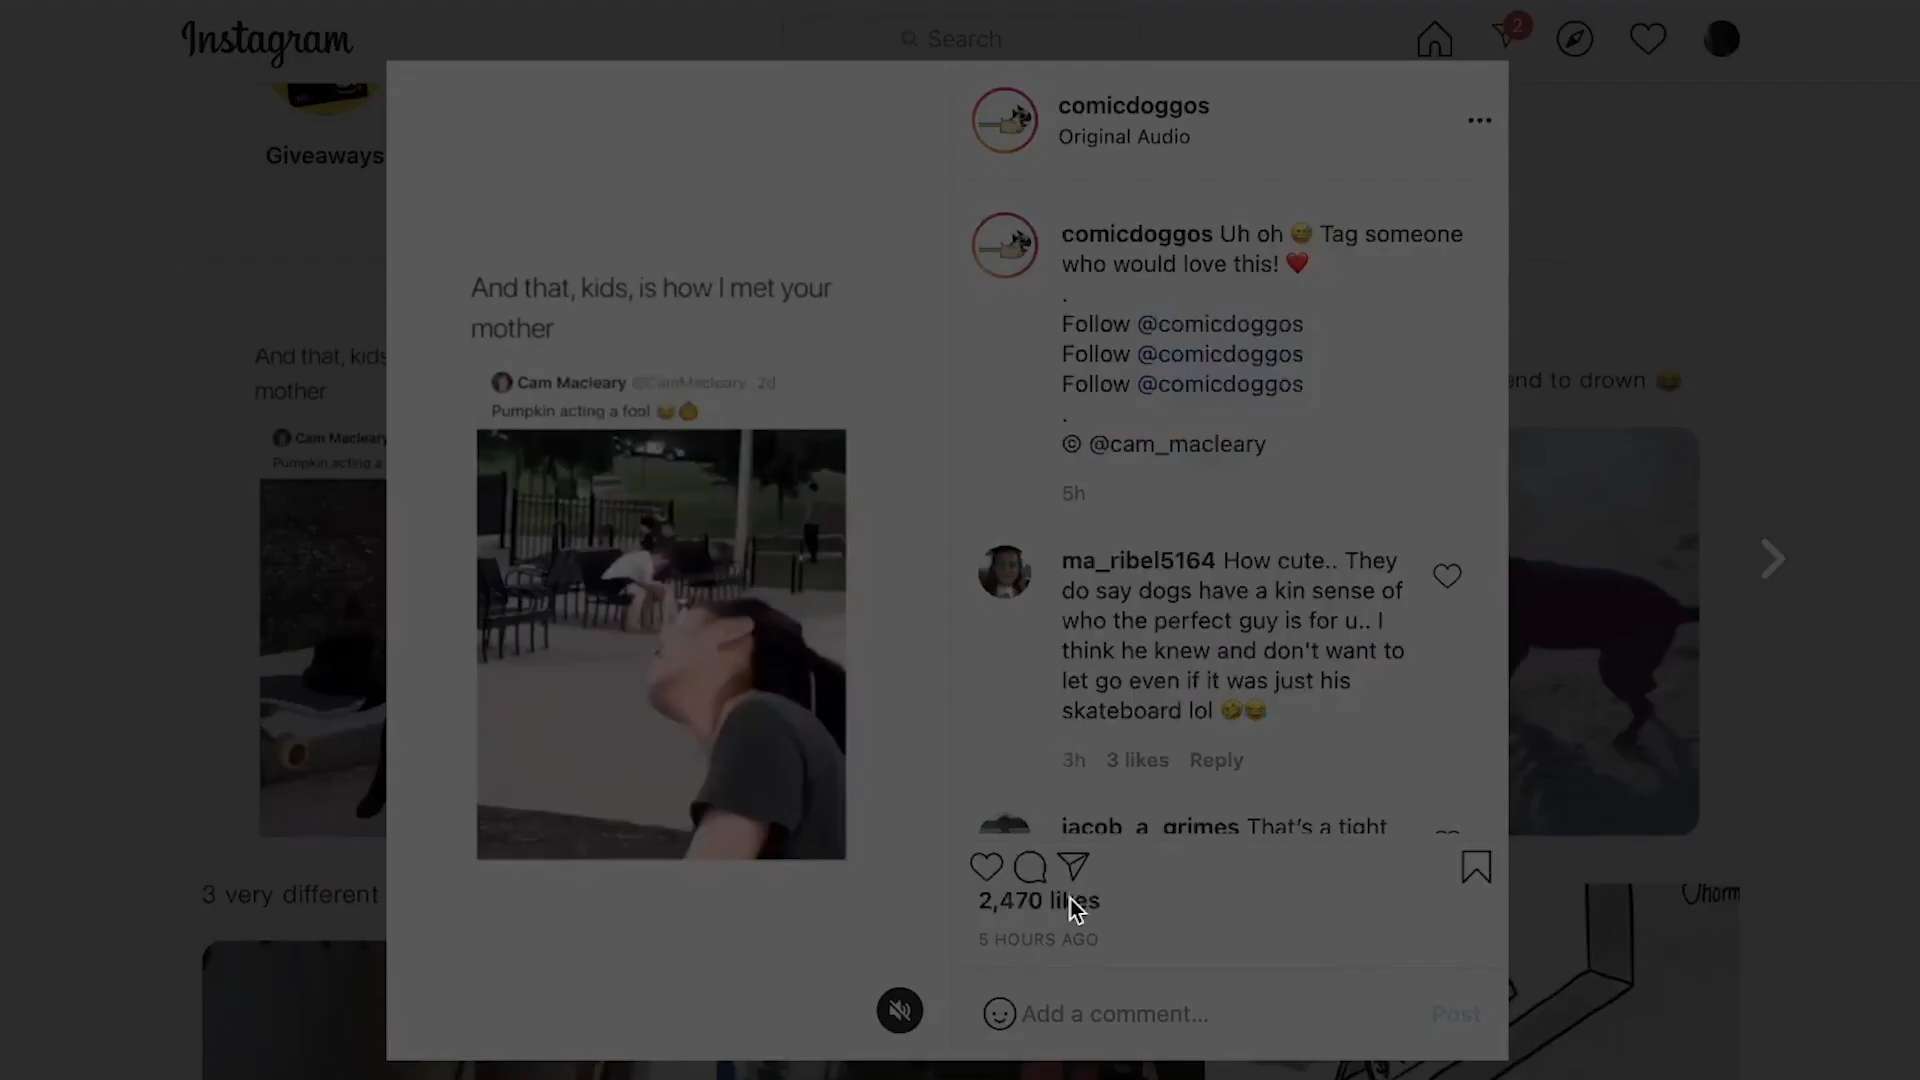 Instagram
Search
2
Giveaways
And that, kids
mother
Cam Macleary
Pumpkin acting a
3 very different
And that, kids, is how I met your
mother
Cam Macleary @CamMacleary 2d
Pumpkin acting a fool 😂🎃
comicdoggos
Original Audio
comicdoggos Uh oh 😅 Tag someone
who would love this! ❤️
.
Follow @comicdoggos
Follow @comicdoggos
Follow @comicdoggos
.
© @cam_macleary
5h
ma_ribel5164 How cute.. They
do say dogs have a kin sense of
who the perfect guy is for u.. I
think he knew and don't want to
let go even if it was just his
skateboard lol 🤣😂
3h 3 likes Reply
jacob_a_grimes That's a tight
2,470 likes
5 HOURS AGO
Add a comment...
Post
end to drown 😂